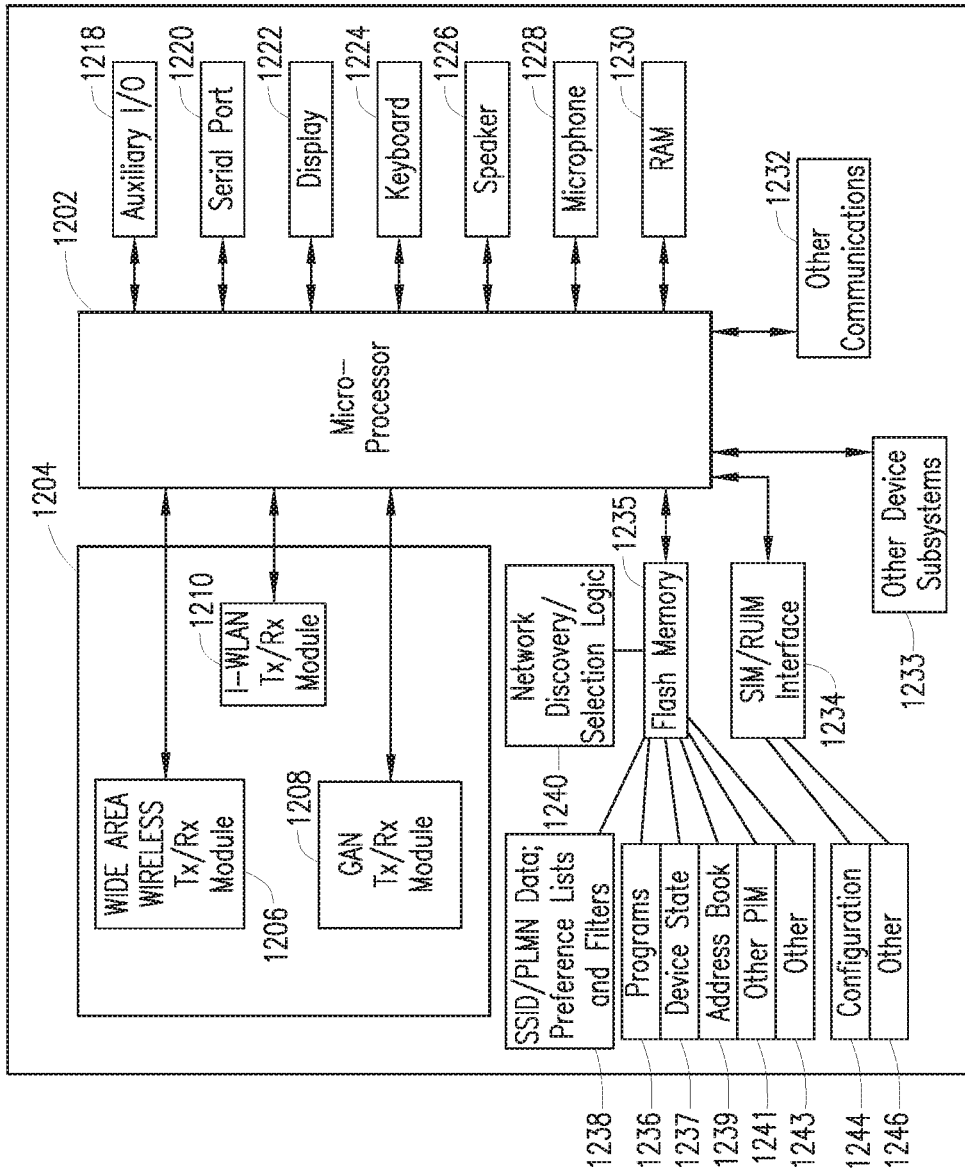 1204
1202
WIDE AREA
WIRELESS
Tx/Rx
Module
1206
I-WLAN
Tx/Rx
Module
1210
GAN
Tx/Rx
Module
1208
Micro-
Processor
Auxiliary I/O
1218
Serial Port
1220
Display
1222
Keyboard
1224
Speaker
1226
Microphone
1228
RAM
1230
Other
Communications
1232
Network
Discovery/
Selection Logic
1240
Flash Memory
1235
SSID/PLMN Data;
Preference Lists
and Filters
1238
Programs
1236
Device State
1237
Address Book
1239
Other PIM
1241
Other
1243
SIM/RUIM
Interface
1234
Configuration
1244
Other
1246
Other Device
Subsystems
1233